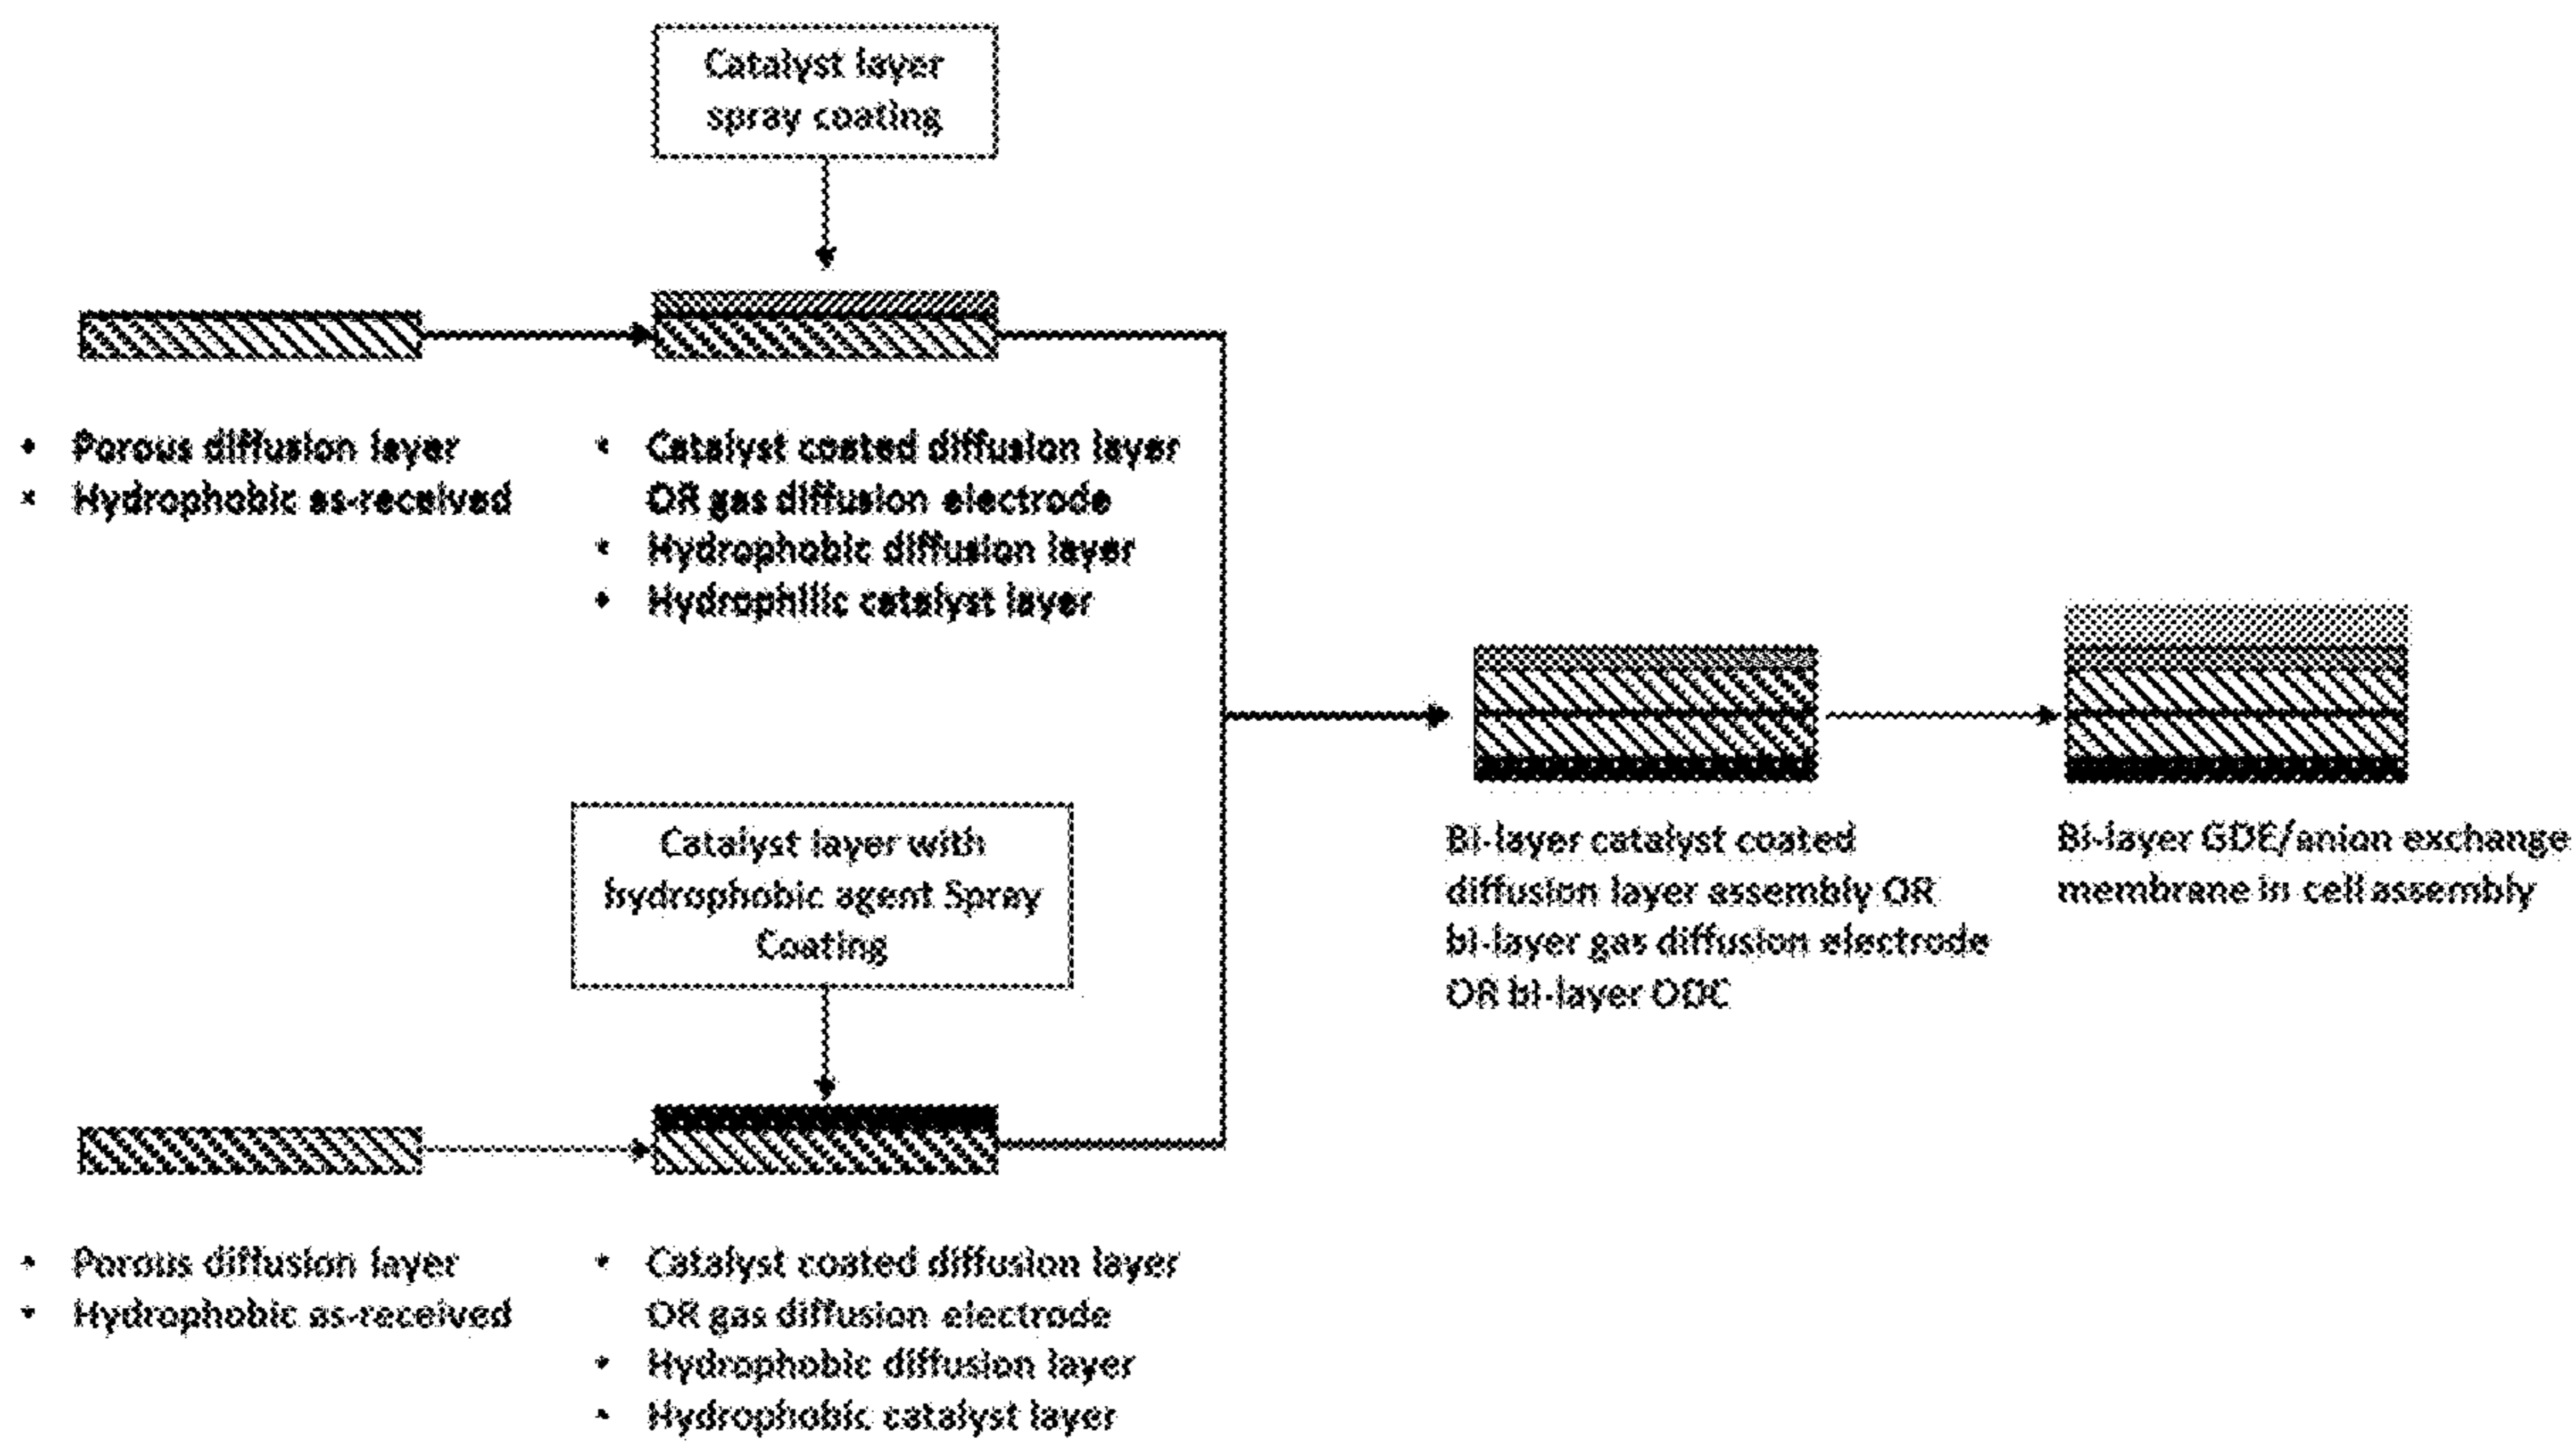 Catalyst layer
spray coating
• Porous diffusion layer
• Hydrophobic as-received
• Catalyst coated diffusion layer
OR gas diffusion electrode
• Hydrophobic diffusion layer
• Hydrophilic catalyst layer
Catalyst layer with
hydrophobic agent Spray
Coating
Bi-layer catalyst coated
diffusion layer assembly OR
bi-layer gas diffusion electrode
OR bi-layer ODC
Bi-layer GDE/anion exchange
membrane in cell assembly
• Porous diffusion layer
• Hydrophobic as-received
• Catalyst coated diffusion layer
OR gas diffusion electrode
• Hydrophobic diffusion layer
• Hydrophobic catalyst layer